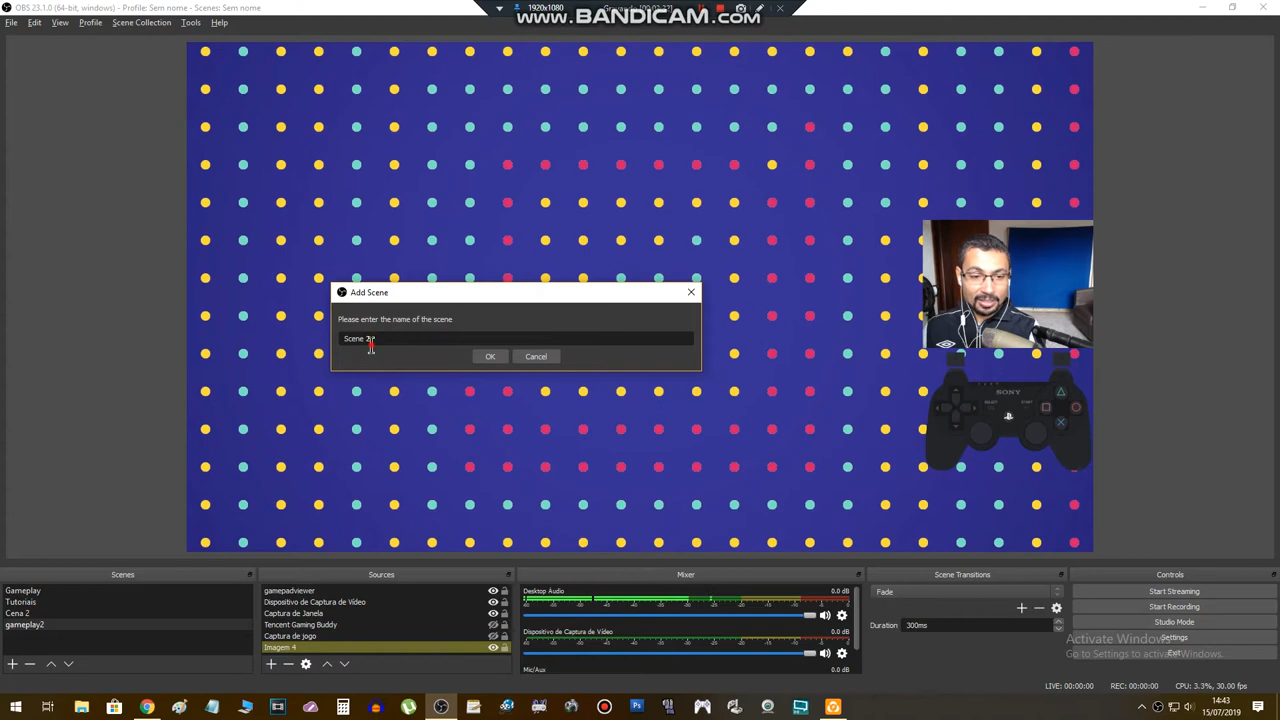 OBS 23.1.0 (64-bit, windows) - Profile: Sem nome - Scenes: Sem nome
1920x1080
www.BANDICAM.com
File Edit View Profile Scene Collection Tools Help
SONY
SELECT START
Add Scene
Please enter the name of the scene
Scene 2
OK Cancel
Scenes
Gameplay
Tutoriais
Cena 2
gameplay2
Sources
gamepadviewer
Dispositivo de Captura de Vídeo
Captura de Janela
Tencent Gaming Buddy
Captura de jogo
Imagem 4
Mixer
Desktop Audio 0.0 dB
Dispositivo de Captura de Vídeo 0.0 dB
Mic/Aux 0.0 dB
Scene Transitions
Fade
Duration 300ms
Controls
Start Streaming
Start Recording
Studio Mode
Settings
Exit
Activate Windows
Go to Settings to activate Windows.
LIVE: 00:00:00 REC: 00:00:00 CPU: 3.3%, 30.00 fps
14:43
15/07/2019